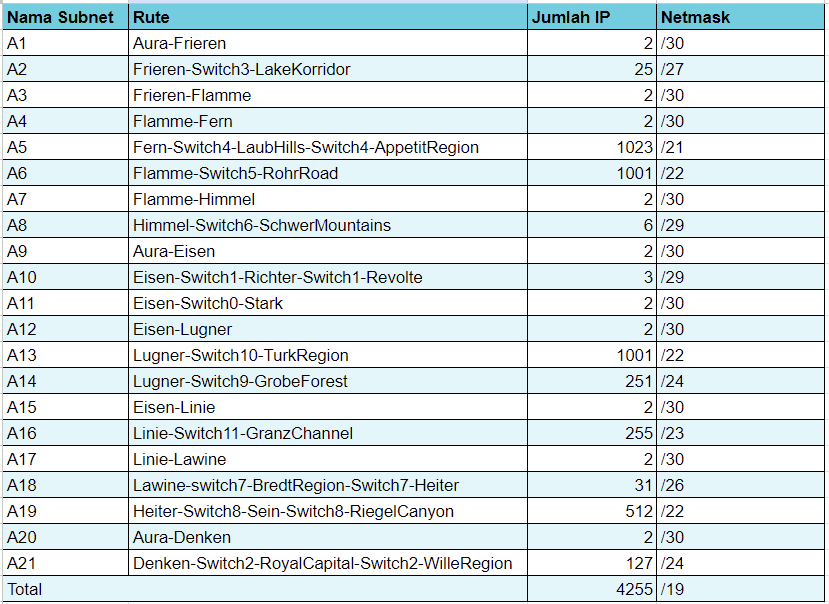 Nama Subnet Rute Jumlah IP Netmask
A1 Aura-Frieren 2 /30
A2 Frieren-Switch3-LakeKorridor 25 /27
A3 Frieren-Flamme 2 /30
A4 Flamme-Fern 2 /30
A5 Fern-Switch4-LaubHills-Switch4-AppetitRegion 1023 /21
A6 Flamme-Switch5-RohrRoad 1001 /22
A7 Flamme-Himmel 2 /30
A8 Himmel-Switch6-SchwerMountains 6 /29
A9 Aura-Eisen 2 /30
A10 Eisen-Switch1-Richter-Switch1-Revolte 3 /29
A11 Eisen-Switch0-Stark 2 /30
A12 Eisen-Lugner 2 /30
A13 Lugner-Switch10-TurkRegion 1001 /22
A14 Lugner-Switch9-GrobeForest 251 /24
A15 Eisen-Linie 2 /30
A16 Linie-Switch11-GranzChannel 255 /23
A17 Linie-Lawine 2 /30
A18 Lawine-switch7-BredtRegion-Switch7-Heiter 31 /26
A19 Heiter-Switch8-Sein-Switch8-RiegelCanyon 512 /22
A20 Aura-Denken 2 /30
A21 Denken-Switch2-RoyalCapital-Switch2-WilleRegion 127 /24
Total 4255 /19